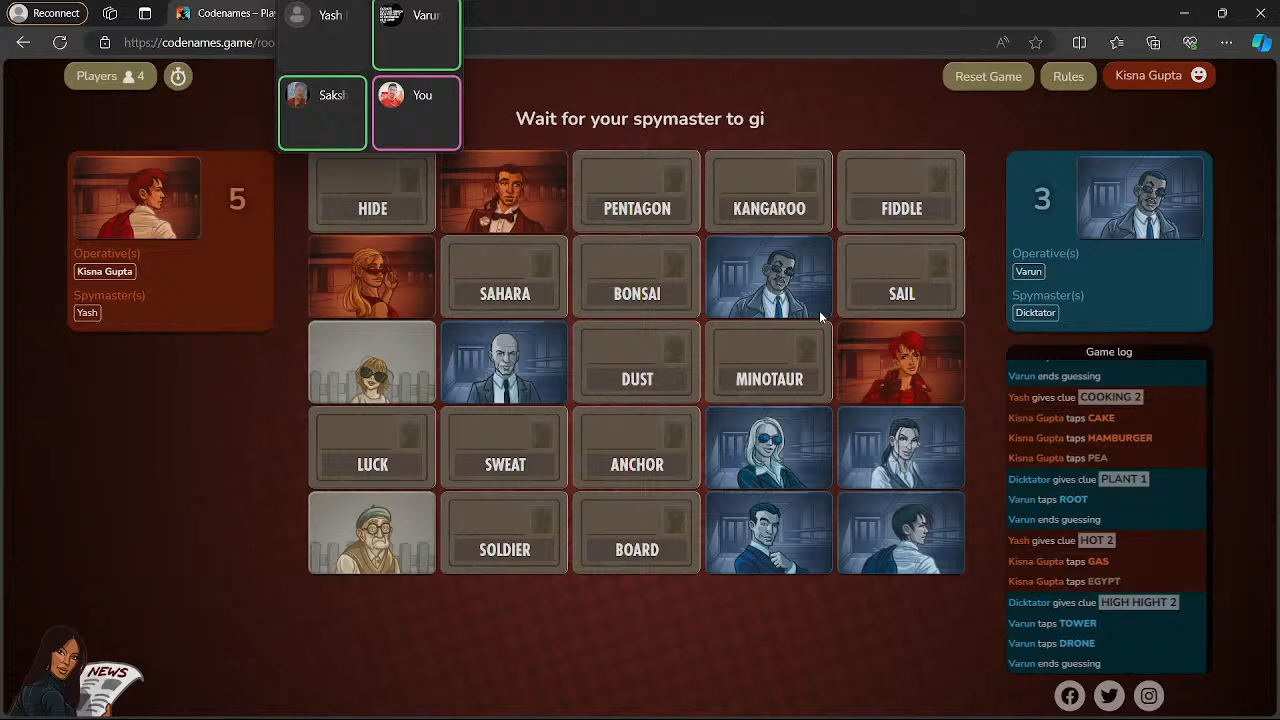 Reconnect
Codenames – Pla
https://codenames.game/roo
Yash
Varun
Saksh
You
Players 4
Reset Game
Rules
Kisna Gupta
Wait for your spymaster to gi
5
Operative(s)
Kisna Gupta
Spymaster(s)
Yash
3
Operative(s)
Varun
Spymaster(s)
Dicktator
HIDE
PENTAGON
KANGAROO
FIDDLE
SAHARA
BONSAI
SAIL
DUST
MINOTAUR
LUCK
SWEAT
ANCHOR
SOLDIER
BOARD
Game log
Varun ends guessing
Yash gives clue COOKING 2
Kisna Gupta taps CAKE
Kisna Gupta taps HAMBURGER
Kisna Gupta taps PEA
Dicktator gives clue PLANT 1
Varun taps ROOT
Varun ends guessing
Yash gives clue HOT 2
Kisna Gupta taps GAS
Kisna Gupta taps EGYPT
Dicktator gives clue HIGH HIGHT 2
Varun taps TOWER
Varun taps DRONE
Varun ends guessing
NEWS